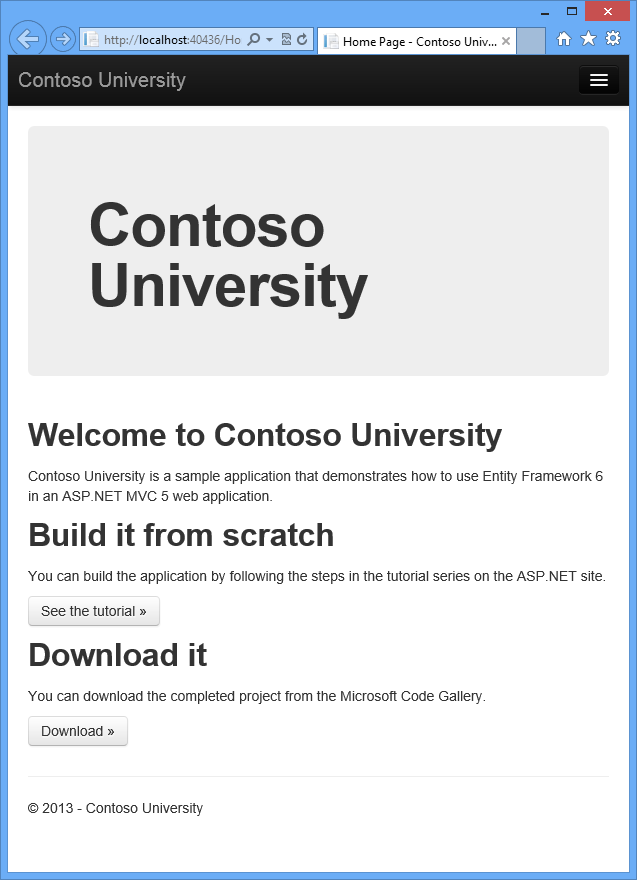 http://localhost:40436/Ho
Home Page - Contoso Univ...
Contoso University
Contoso
University
Welcome to Contoso University
Contoso University is a sample application that demonstrates how to use Entity Framework 6
in an ASP.NET MVC 5 web application.
Build it from scratch
You can build the application by following the steps in the tutorial series on the ASP.NET site.
See the tutorial »
Download it
You can download the completed project from the Microsoft Code Gallery.
Download »
© 2013 - Contoso University